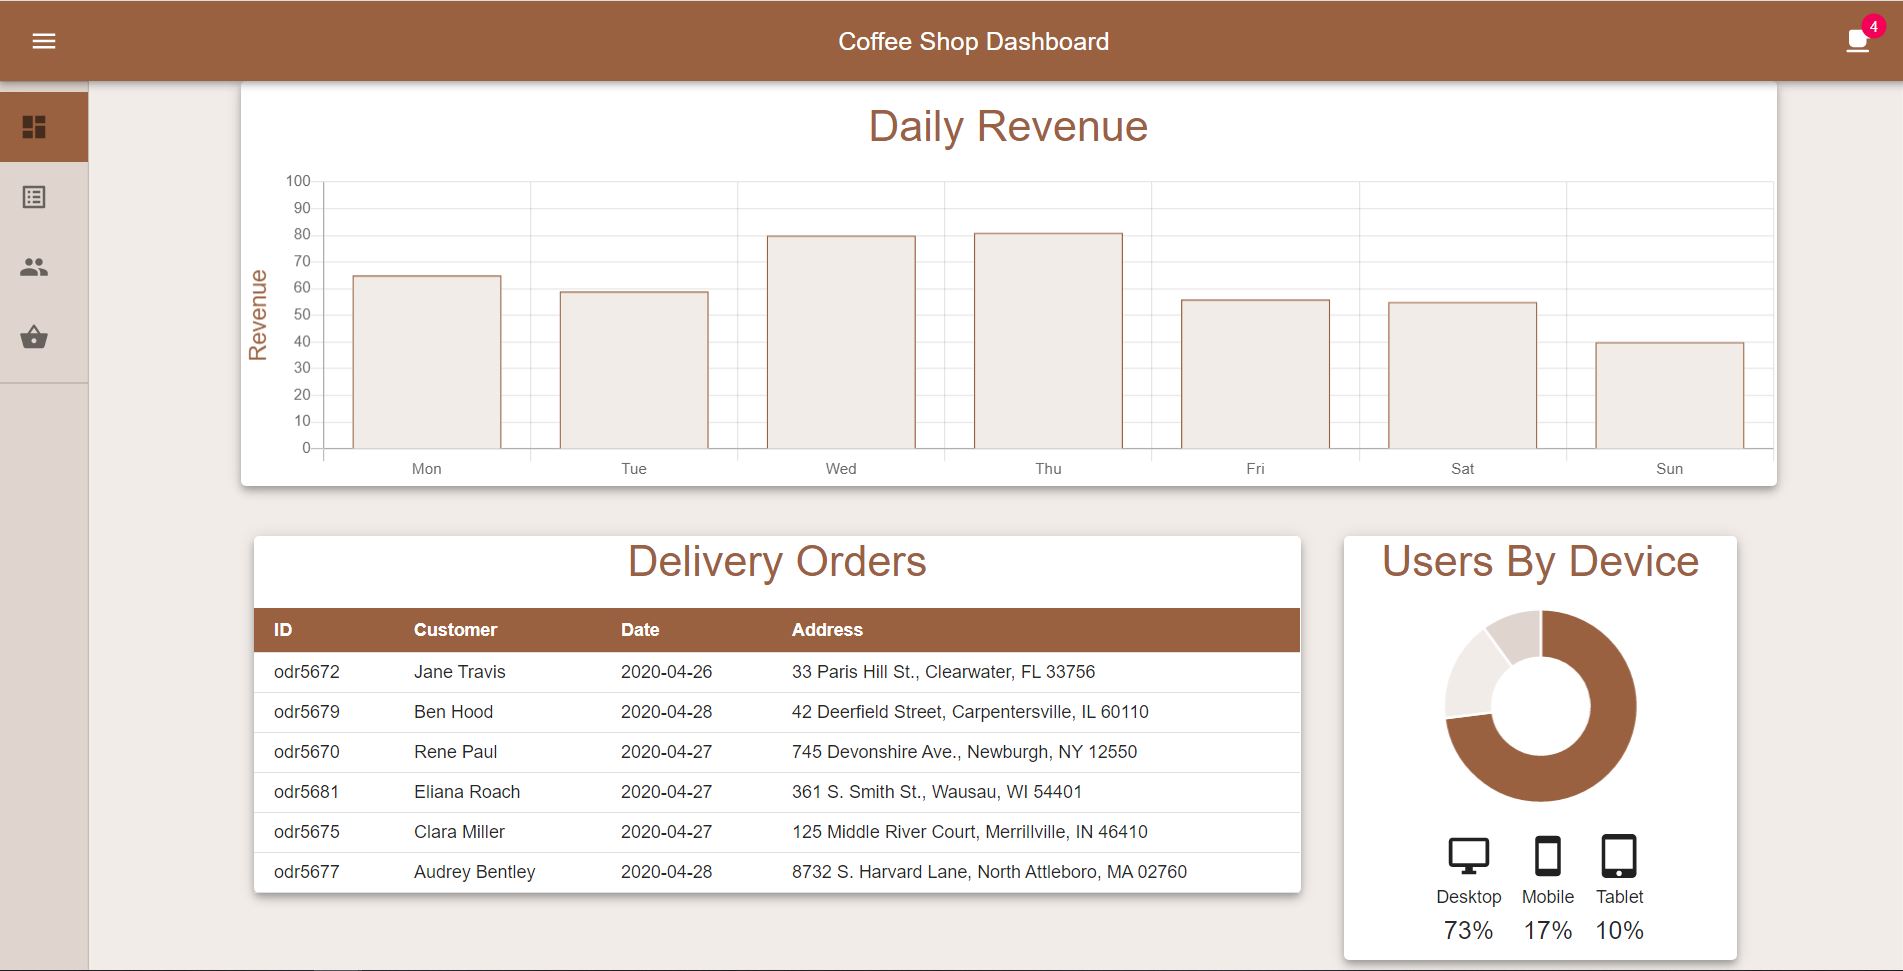 Coffee Shop Dashboard
4
Daily Revenue
Revenue
100
90
80
70
60
50
40
30
20
10
0
Mon Tue Wed Thu Fri Sat Sun
Delivery Orders
ID Customer Date Address
odr5672 Jane Travis 2020-04-26 33 Paris Hill St., Clearwater, FL 33756
odr5679 Ben Hood 2020-04-28 42 Deerfield Street, Carpentersville, IL 60110
odr5670 Rene Paul 2020-04-27 745 Devonshire Ave., Newburgh, NY 12550
odr5681 Eliana Roach 2020-04-27 361 S. Smith St., Wausau, WI 54401
odr5675 Clara Miller 2020-04-27 125 Middle River Court, Merrillville, IN 46410
odr5677 Audrey Bentley 2020-04-28 8732 S. Harvard Lane, North Attleboro, MA 02760
Users By Device
Desktop Mobile Tablet
73% 17% 10%